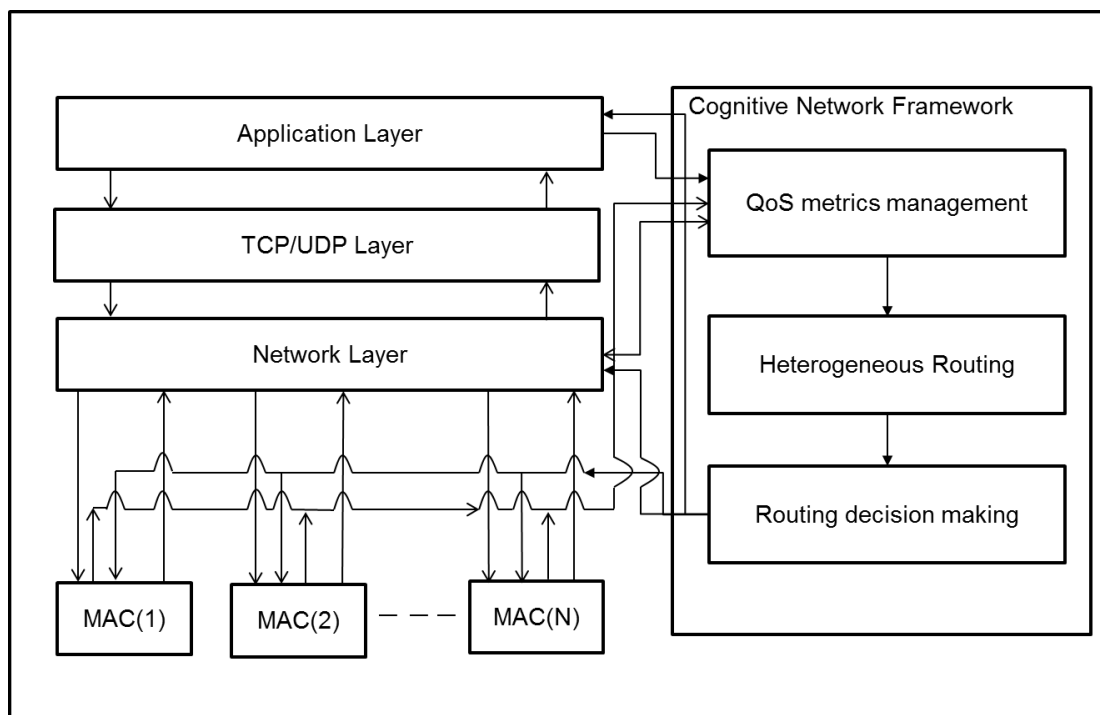 Application Layer
TCP/UDP Layer
Network Layer
MAC(1)
MAC(2)
MAC(N)
Cognitive Network Framework
QoS metrics management
Heterogeneous Routing
Routing decision making